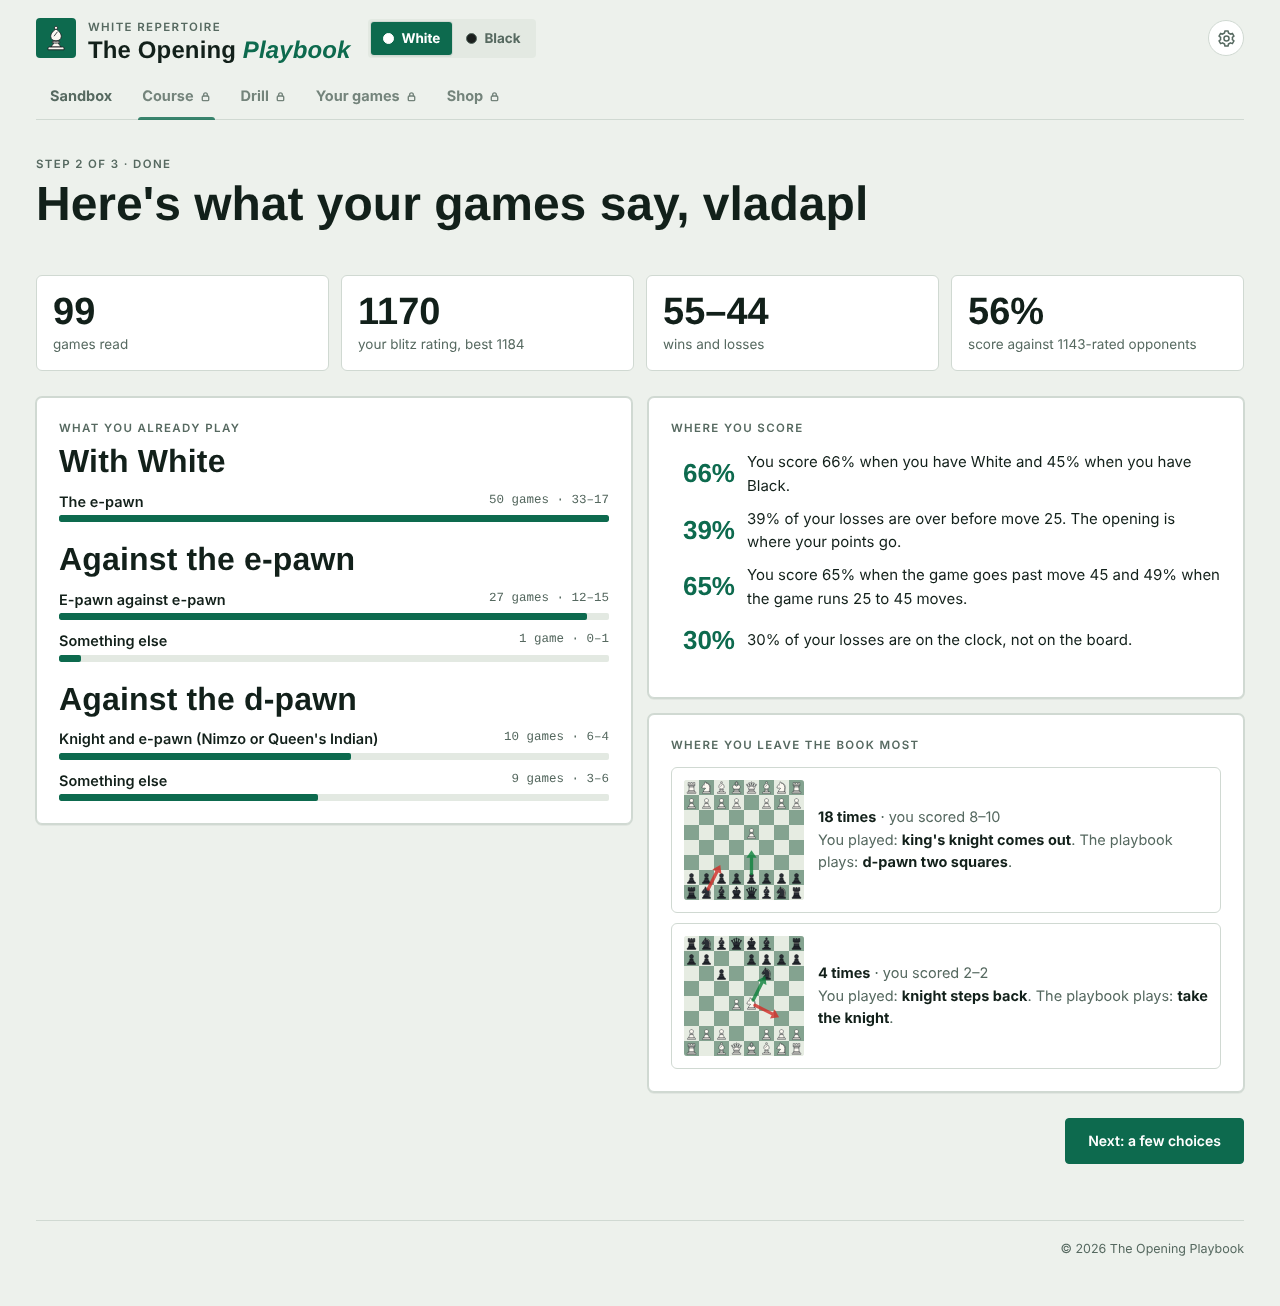 WHITE REPERTOIRE
The Opening Playbook
White
Black
Sandbox
Course
Drill
Your games
Shop
STEP 2 OF 3 · DONE
Here's what your games say, vladapl
99
games read
1170
your blitz rating, best 1184
55–44
wins and losses
56%
score against 1143-rated opponents
WHAT YOU ALREADY PLAY
With White
The e-pawn
50 games · 33–17
Against the e-pawn
E-pawn against e-pawn
27 games · 12–15
Something else
1 game · 0–1
Against the d-pawn
Knight and e-pawn (Nimzo or Queen's Indian)
10 games · 6–4
Something else
9 games · 3–6
WHERE YOU SCORE
66%
You score 66% when you have White and 45% when you have
Black.
39%
39% of your losses are over before move 25. The opening is
where your points go.
65%
You score 65% when the game goes past move 45 and 49% when
the game runs 25 to 45 moves.
30%
30% of your losses are on the clock, not on the board.
WHERE YOU LEAVE THE BOOK MOST
18 times · you scored 8–10
You played: king's knight comes out. The playbook
plays: d-pawn two squares.
4 times · you scored 2–2
You played: knight steps back. The playbook plays: take
the knight.
Next: a few choices
© 2026 The Opening Playbook